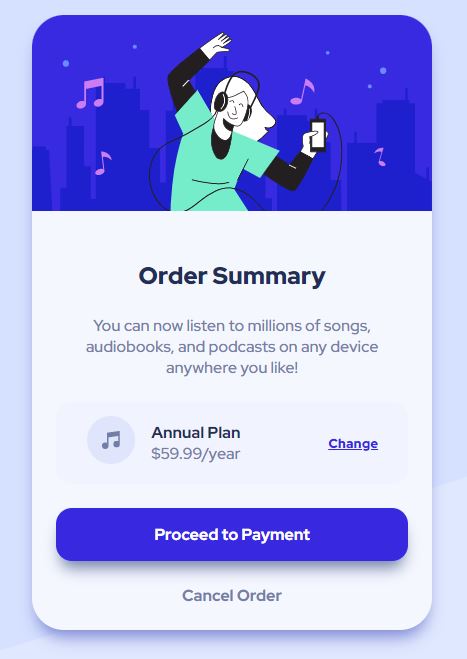 Order Summary
You can now listen to millions of songs,
audiobooks, and podcasts on any device
anywhere you like!
Annual Plan
$59.99/year
Change
Proceed to Payment
Cancel Order